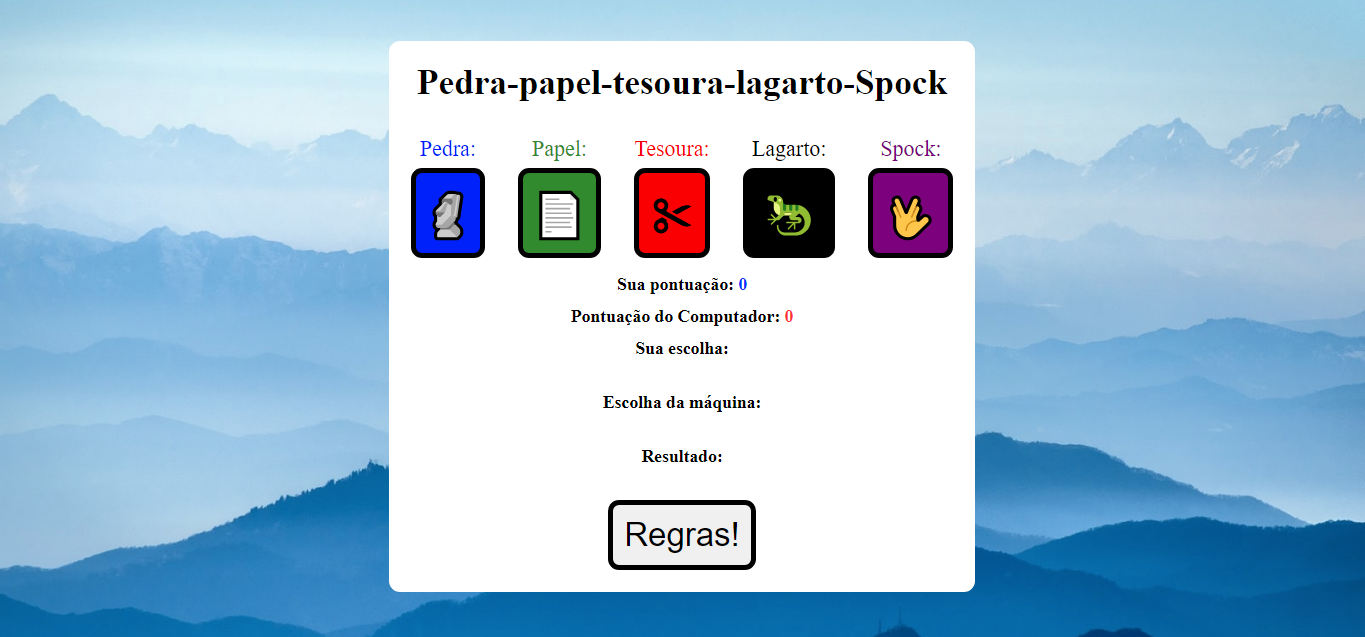 Pedra-papel-tesoura-lagarto-Spock
Pedra: Papel: Tesoura: Lagarto: Spock:
Sua pontuação: 0
Pontuação do Computador: 0
Sua escolha:
Escolha da máquina:
Resultado:
Regras!